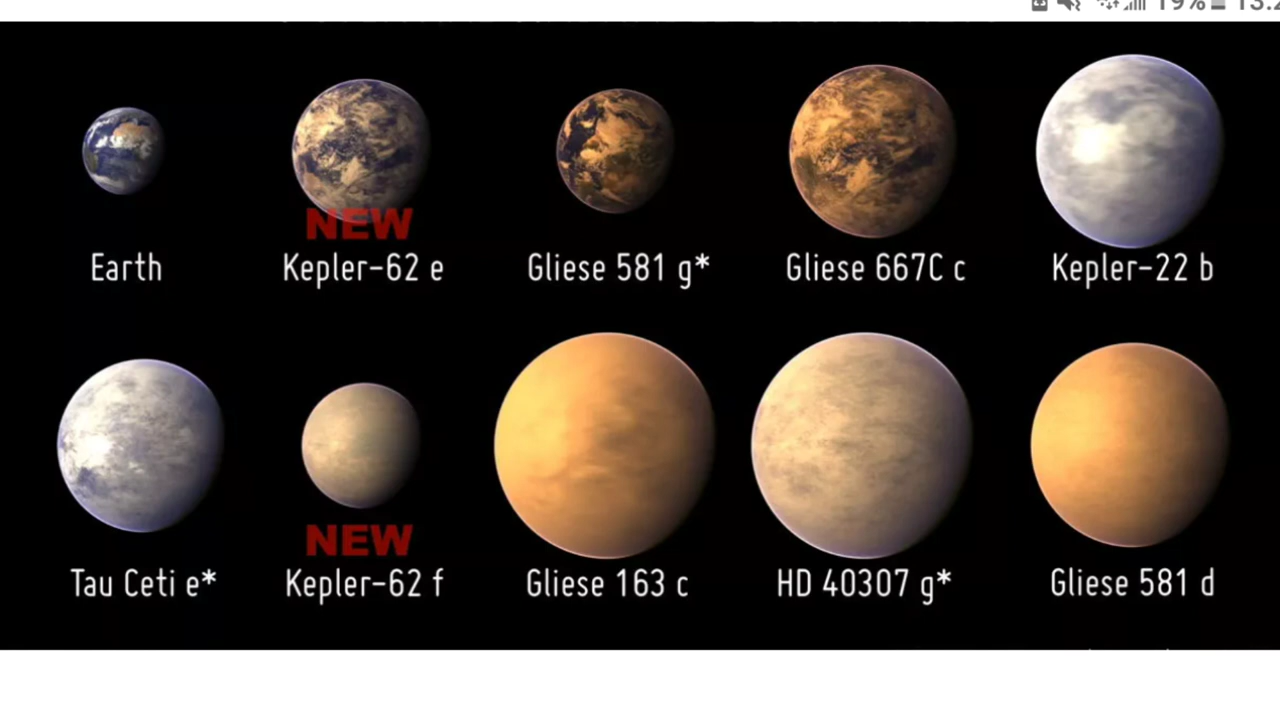 19%
NEW
Earth Kepler-62 e Gliese 581 g* Gliese 667C c Kepler-22 b
NEW
Tau Ceti e* Kepler-62 f Gliese 163 c HD 40307 g* Gliese 581 d